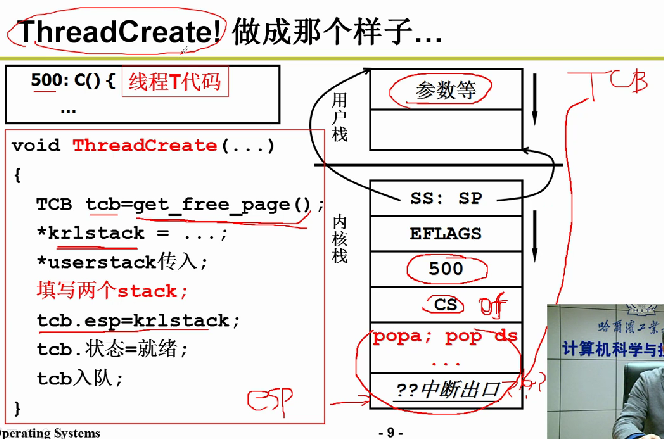 ThreadCreate! 做成那个样子...
500: C() { 线程T代码
...
void ThreadCreate(...)
{
TCB tcb=get_free_page();
*krlstack = ...;
*userstack传入;
填写两个stack;
tcb.esp=krlstack;
tcb.状态=就绪;
tcb入队;
}
用户栈
参数等
TCB
内核栈
SS: SP
EFLAGS
500
CS of
popa; pop ds
...
??中断出口
ESP
哈尔滨工业
计算机科学与
Operating Systems
- 9 -